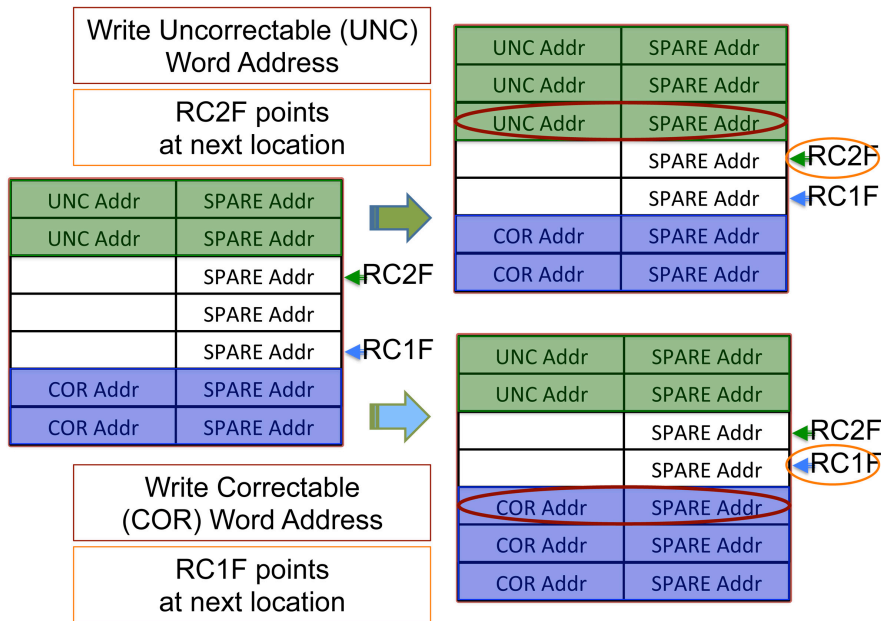 Write Uncorrectable (UNC)
Word Address
RC2F points
at next location
UNC Addr SPARE Addr
UNC Addr SPARE Addr
SPARE Addr RC2F
SPARE Addr
SPARE Addr RC1F
COR Addr SPARE Addr
COR Addr SPARE Addr
Write Correctable
(COR) Word Address
RC1F points
at next location
UNC Addr SPARE Addr
UNC Addr SPARE Addr
UNC Addr SPARE Addr
SPARE Addr RC2F
SPARE Addr RC1F
COR Addr SPARE Addr
COR Addr SPARE Addr
UNC Addr SPARE Addr
UNC Addr SPARE Addr
SPARE Addr RC2F
SPARE Addr RC1F
COR Addr SPARE Addr
COR Addr SPARE Addr
COR Addr SPARE Addr